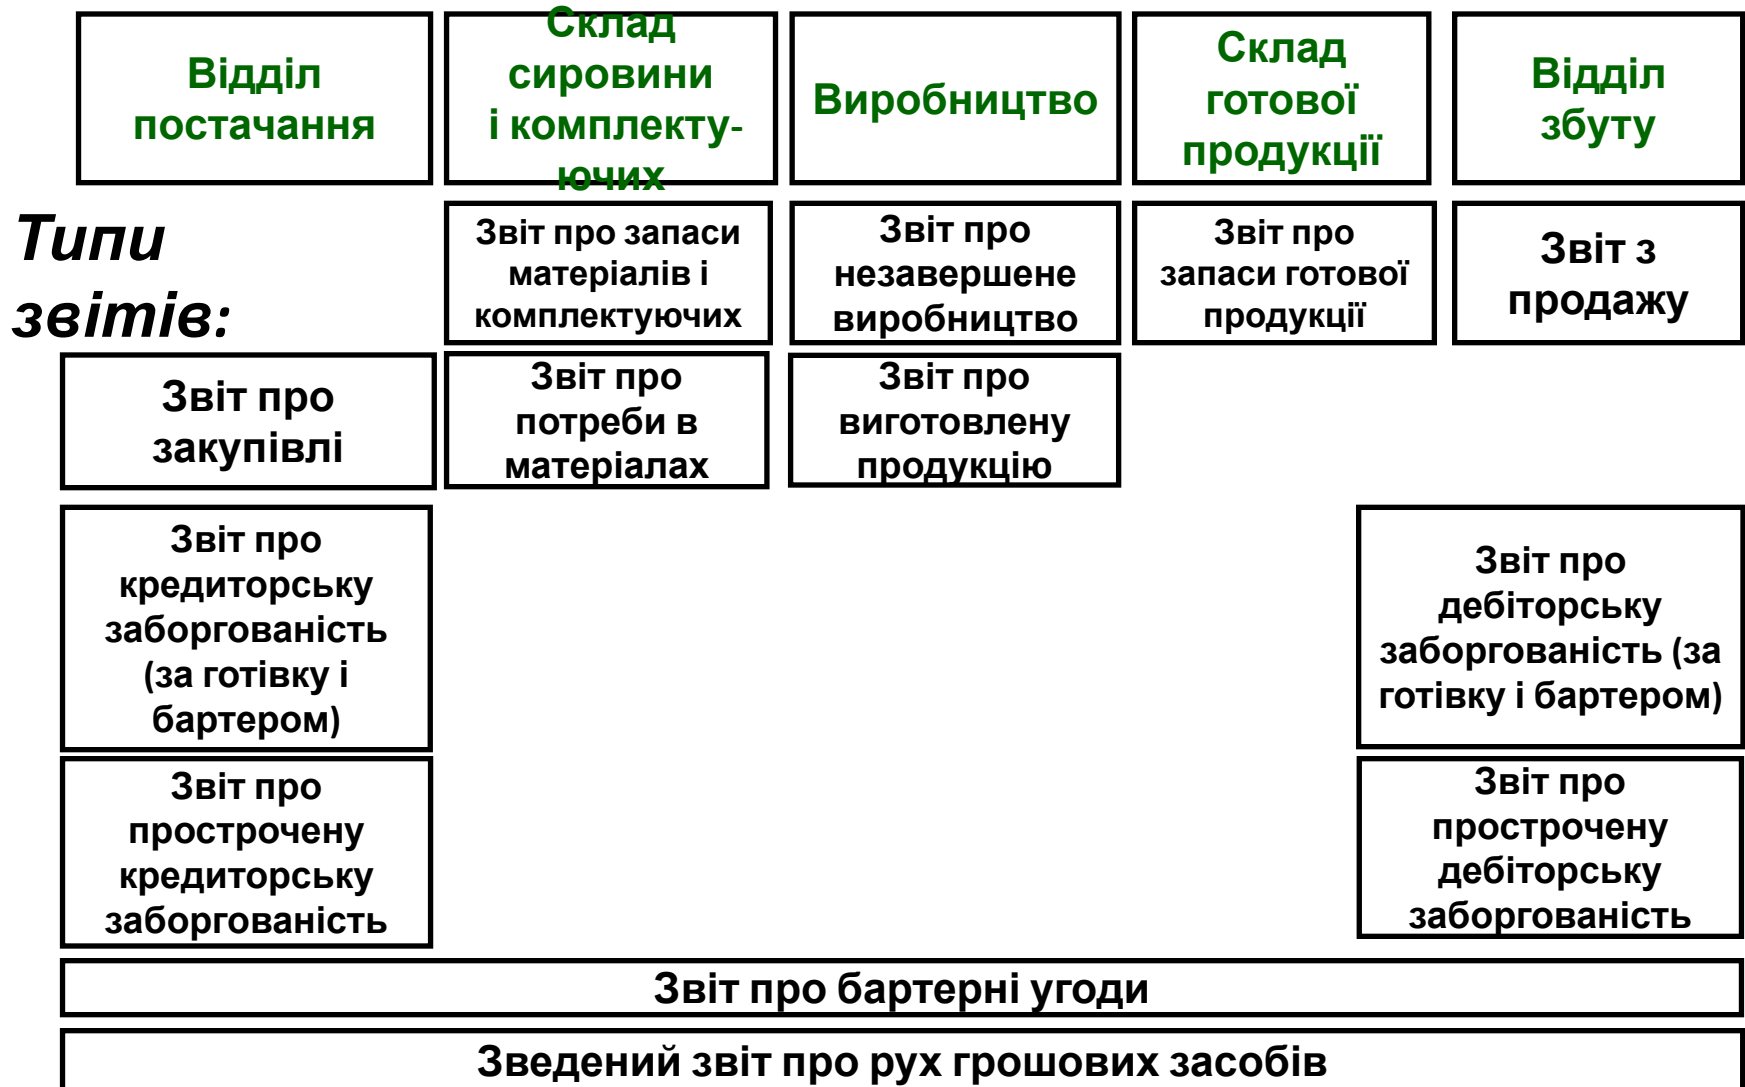 Відділ
постачання
Склад
сировини
і комплекту-
ючих
Виробництво
Склад
готової
продукції
Відділ
збуту
Типи
звітів:
Звіт про запаси
матеріалів і
комплектуючих
Звіт про
незавершене
виробництво
Звіт про
запаси готової
продукції
Звіт з
продажу
Звіт про
закупівлі
Звіт про
потреби в
матеріалах
Звіт про
виготовлену
продукцію
Звіт про
кредиторську
заборгованість
(за готівку і
бартером)
Звіт про
дебіторську
заборгованість (за
готівку і бартером)
Звіт про
прострочену
кредиторську
заборгованість
Звіт про
прострочену
дебіторську
заборгованість
Звіт про бартерні угоди
Зведений звіт про рух грошових засобів